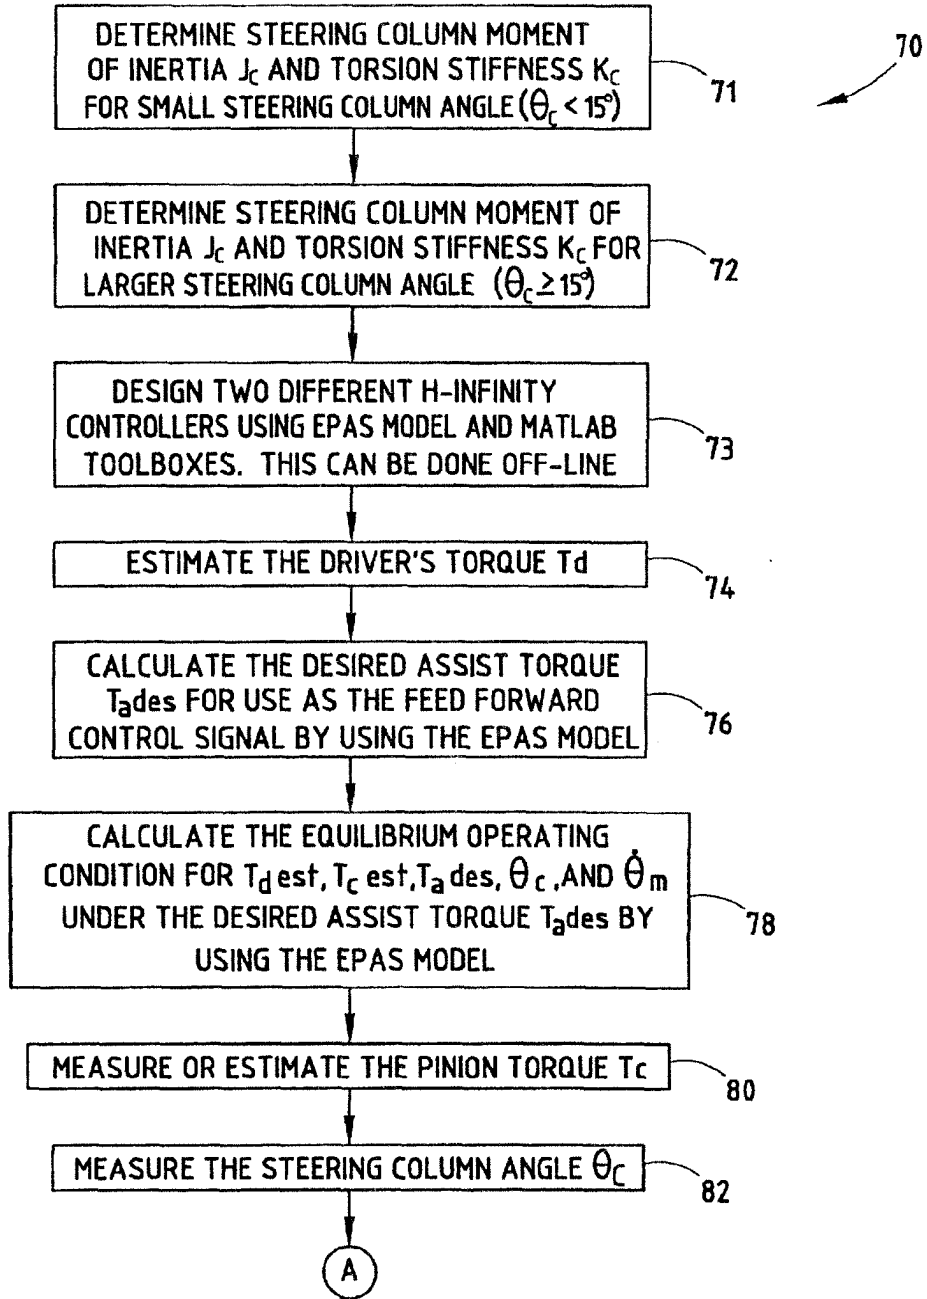 DETERMINE STEERING COLUMN MOMENT
OF INERTIA Jc AND TORSION STIFFNESS Kc
FOR SMALL STEERING COLUMN ANGLE (θc < 15°)
70
71
DETERMINE STEERING COLUMN MOMENT OF
INERTIA Jc AND TORSION STIFFNESS Kc FOR
LARGER STEERING COLUMN ANGLE (θc ≥ 15°)
72
DESIGN TWO DIFFERENT H-INFINITY
CONTROLLERS USING EPAS MODEL AND MATLAB
TOOLBOXES. THIS CAN BE DONE OFF-LINE
73
ESTIMATE THE DRIVER'S TORQUE Td
74
CALCULATE THE DESIRED ASSIST TORQUE
Tades FOR USE AS THE FEED FORWARD
CONTROL SIGNAL BY USING THE EPAS MODEL
76
CALCULATE THE EQUILIBRIUM OPERATING
CONDITION FOR Td est, Tc est, Ta des, θc, AND θ̇m
UNDER THE DESIRED ASSIST TORQUE Tades BY
USING THE EPAS MODEL
78
MEASURE OR ESTIMATE THE PINION TORQUE Tc
80
MEASURE THE STEERING COLUMN ANGLE θc
82
A